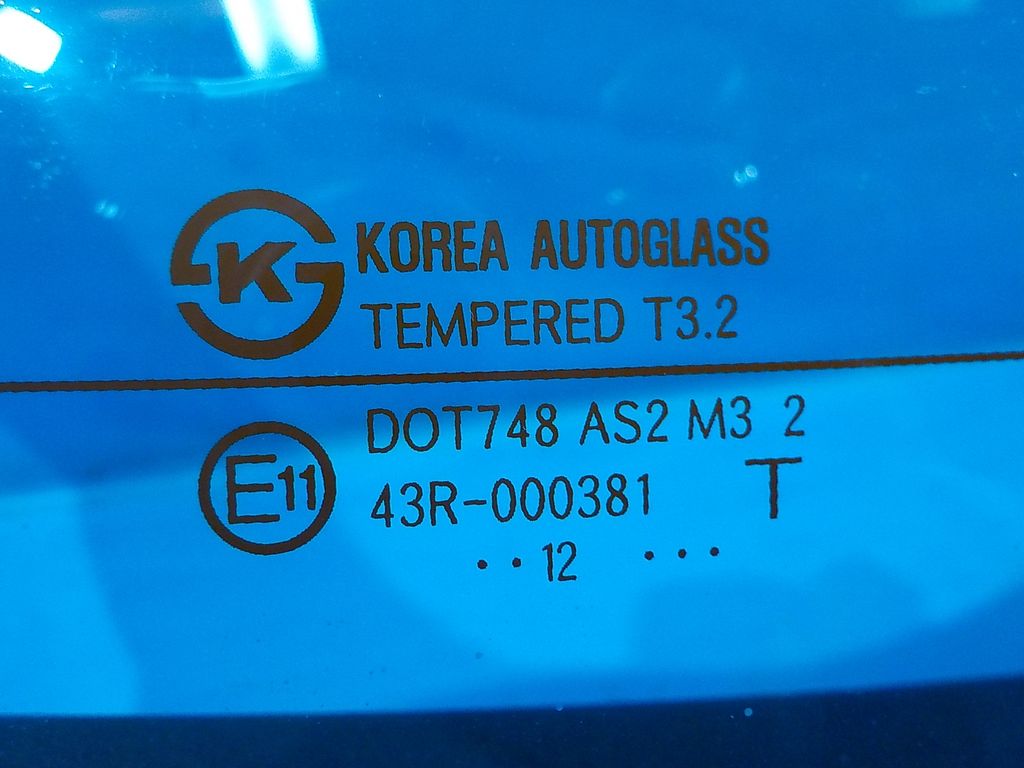 K KOREA AUTOGLASS
TEMPERED T3.2
DOT748 AS2 M3 2
E11 43R-000381 T
•• 12 •••